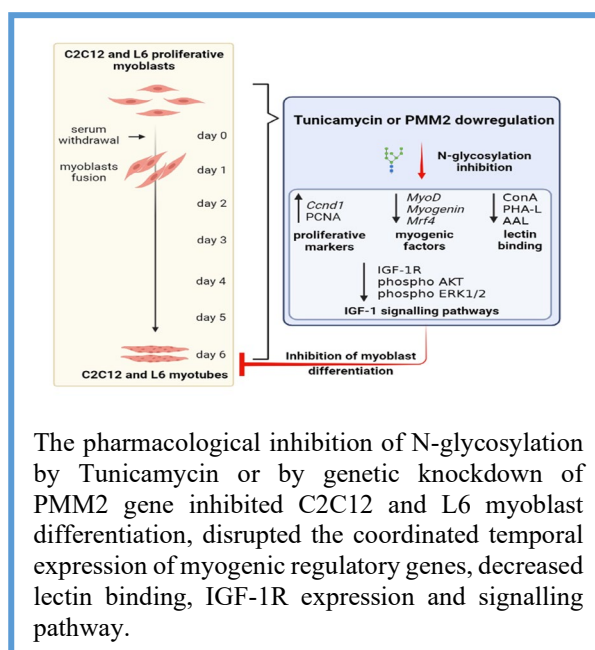 C2C12 and L6 proliferative
myoblasts
serum
withdrawal
day 0
myoblasts
fusion
day 1
day 2
day 3
day 4
day 5
day 6
C2C12 and L6 myotubes
Tunicamycin or PMM2 dowregulation
N-glycosylation
inhibition
Ccnd1
PCNA
proliferative
markers
MyoD
Myogenin
Mrf4
myogenic
factors
ConA
PHA-L
AAL
lectin
binding
IGF-1R
phospho AKT
phospho ERK1/2
IGF-1 signalling pathways
Inhibition of myoblast
differentiation
The pharmacological inhibition of N-glycosylation
by Tunicamycin or by genetic knockdown of
PMM2 gene inhibited C2C12 and L6 myoblast
differentiation, disrupted the coordinated temporal
expression of myogenic regulatory genes, decreased
lectin binding, IGF-1R expression and signalling
pathway.